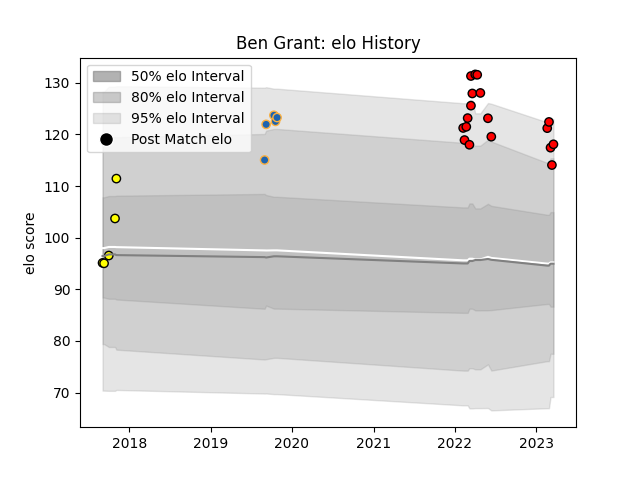 Ben Grant: elo History
50% elo Interval
80% elo Interval
95% elo Interval
Post Match elo
elo score
130
120
110
100
90
80
70
2018
2019
2020
2021
2022
2023